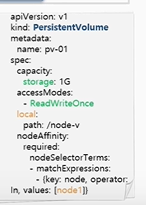 apiVersion: v1
kind: PersistentVolume
metadata:
  name: pv-01
spec:
  capacity:
    storage: 1G
  accessModes:
    - ReadWriteOnce
  local:
    path: /node-v
  nodeAffinity:
    required:
      nodeSelectorTerms:
      - matchExpressions:
        - {key: node, operator:
In, values: [node1]}